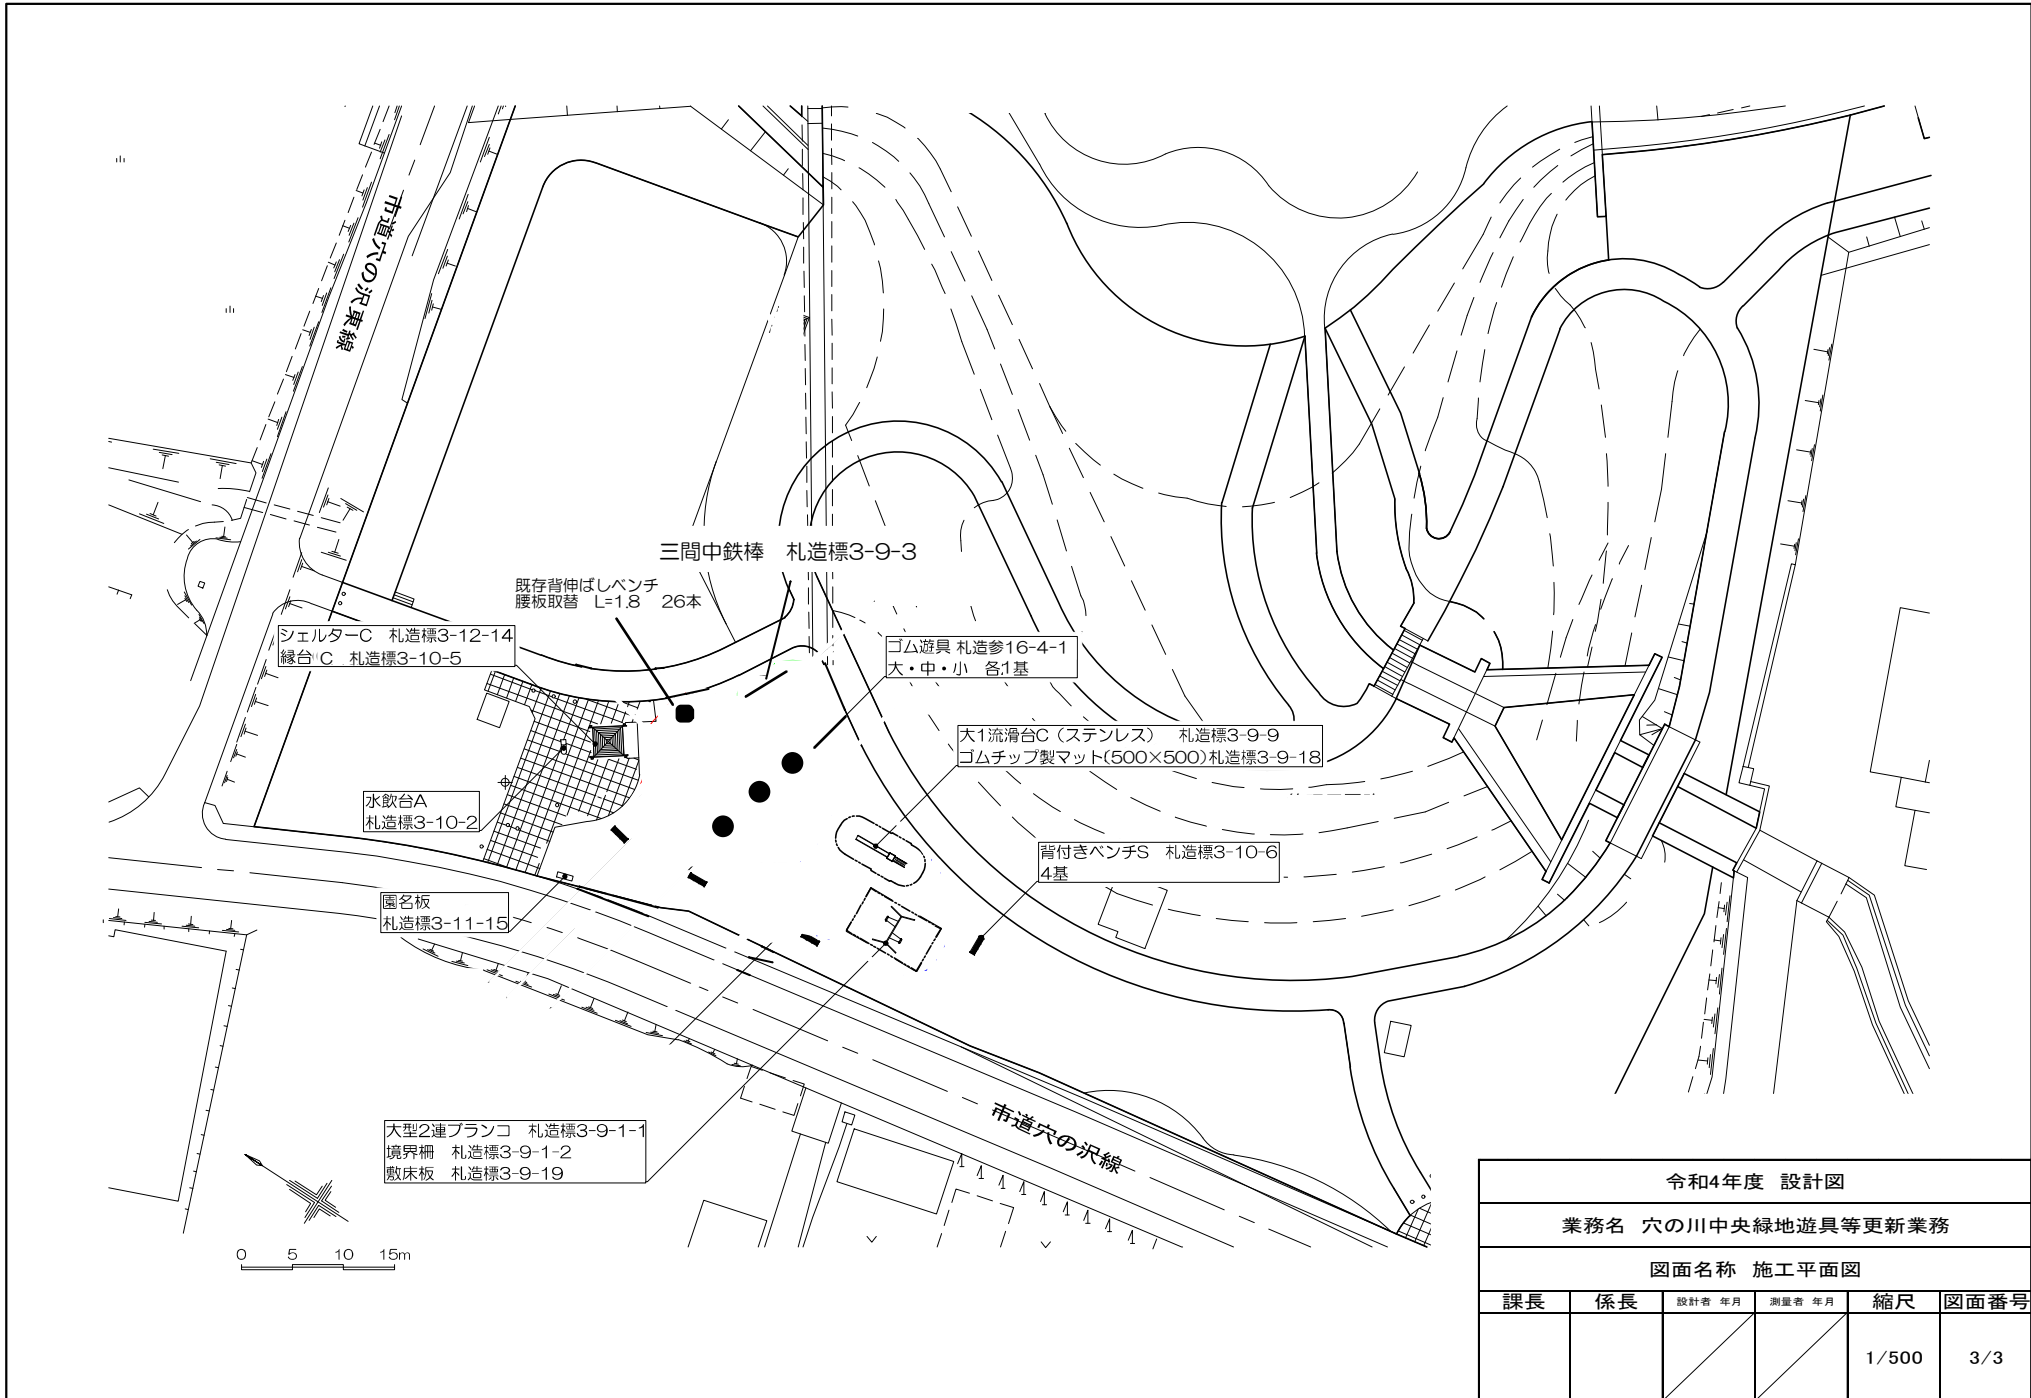 市道穴の沢東線
三間中鉄棒 札造標3-9-3
既存背伸ばしベンチ
腰板取替 L=1.8 26本
シェルターC 札造標3-12-14
縁台C 札造標3-10-5
ゴム遊具 札造参16-4-1
大・中・小 各1基
大1流滑台C（ステンレス） 札造標3-9-9
ゴムチップ製マット(500×500)札造標3-9-18
水飲台A
札造標3-10-2
背付きベンチS 札造標3-10-6
4基
園名板
札造標3-11-15
大型2連ブランコ 札造標3-9-1-1
境界柵 札造標3-9-1-2
敷床板 札造標3-9-19
市道穴の沢線
0 5 10 15m
令和4年度 設計図
業務名 穴の川中央緑地遊具等更新業務
図面名称 施工平面図
課長 係長 設計者 年月 測量者 年月 縮尺 図面番号
1/500 3/3